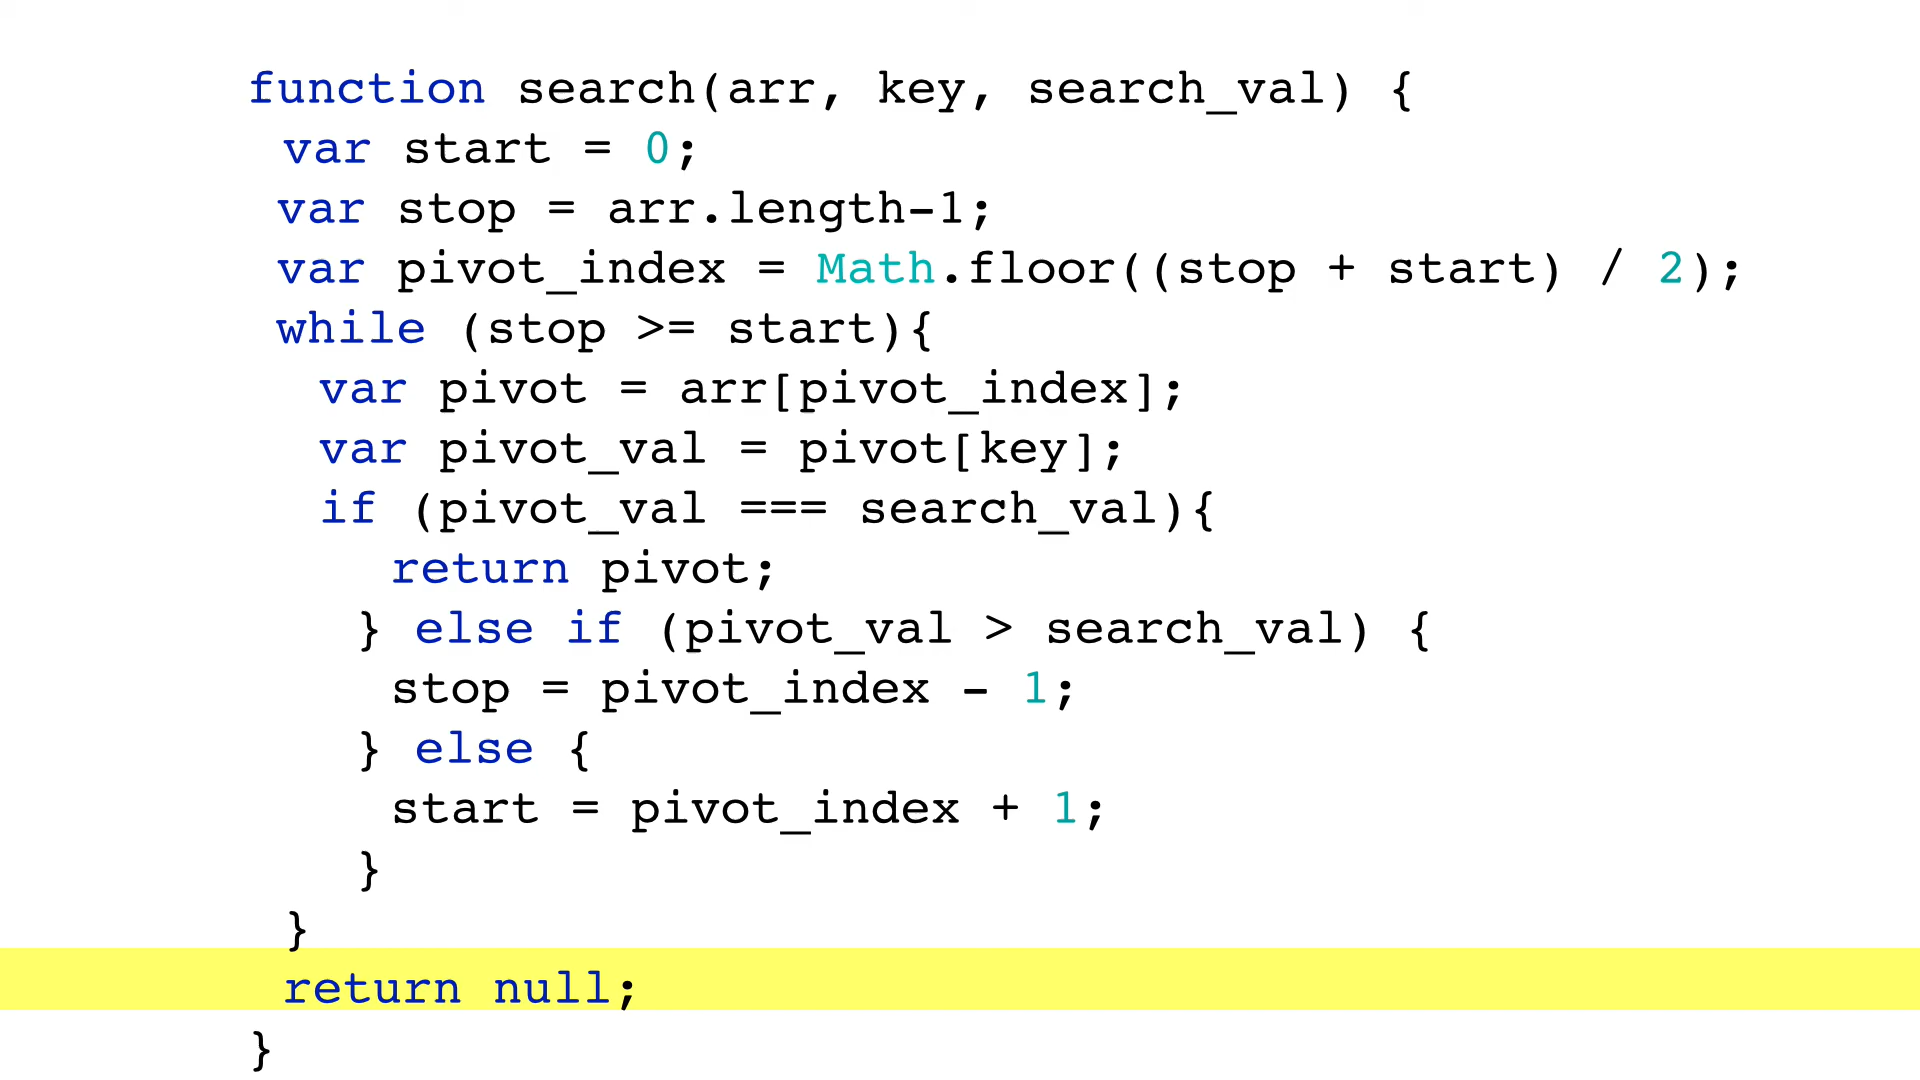 function search(arr, key, search_val) {
var start = 0;
var stop = arr.length-1;
var pivot_index = Math.floor((stop + start) / 2);
while (stop >= start){
var pivot = arr[pivot_index];
var pivot_val = pivot[key];
if (pivot_val === search_val){
return pivot;
} else if (pivot_val > search_val) {
stop = pivot_index - 1;
} else {
start = pivot_index + 1;
}
}
return null;
}